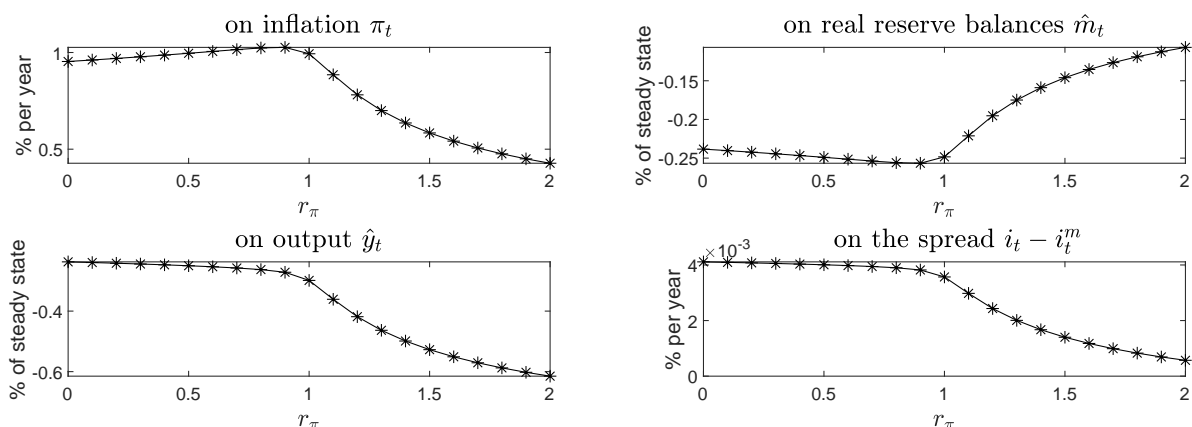 on inflation π_t
% per year
1
0.5
0 0.5 1 1.5 2
r_π
on real reserve balances m̂_t
% of steady state
-0.15
-0.2
-0.25
0 0.5 1 1.5 2
r_π
on output ŷ_t
% of steady state
-0.4
-0.6
0 0.5 1 1.5 2
r_π
on the spread i_t − i_t^m
×10^-3
% per year
4
2
0
0 0.5 1 1.5 2
r_π